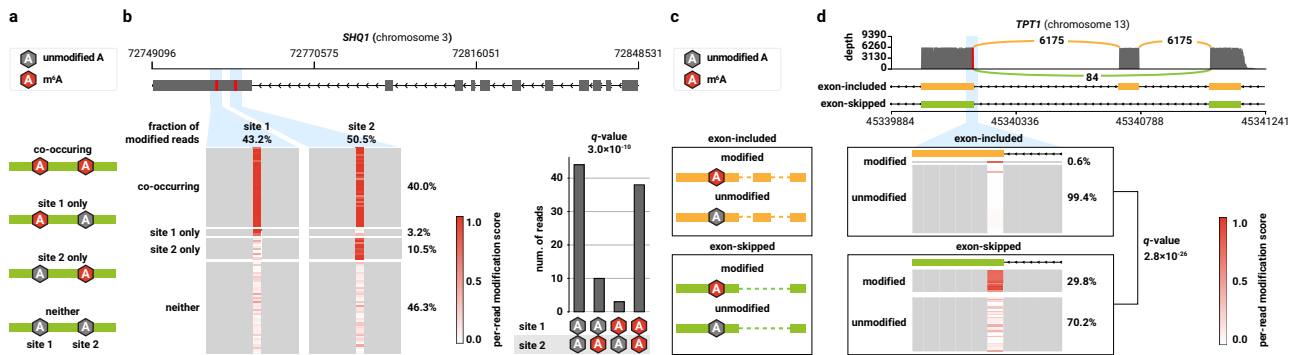 a
A unmodified A
A m⁶A
co-occuring
A A
site 1 only
A A
site 2 only
A A
neither
A A
site 1 site 2
b
SHQ1 (chromosome 3)
72749096 72770575 72816051 72848531
fraction of modified reads
site 1
43.2%
site 2
50.5%
co-occurring 40.0%
site 1 only 3.2%
site 2 only 10.5%
neither 46.3%
1.0
0.5
0.0
per-read modification score
q-value
3.0×10⁻¹⁰
num. of reads
40
30
20
10
0
site 1 A A A A
site 2 A A A A
c
A unmodified A
A m⁶A
exon-included
modified
A
unmodified
A
exon-skipped
modified
A
unmodified
A
d
TPT1 (chromosome 13)
depth
9390
6260
3130
0
6175 6175
84
exon-included
exon-skipped
45339884 45340336 45340788 45341241
exon-included
modified 0.6%
unmodified 99.4%
exon-skipped
modified 29.8%
unmodified 70.2%
q-value
2.8×10⁻²⁶
1.0
0.5
0.0
per-read modification score